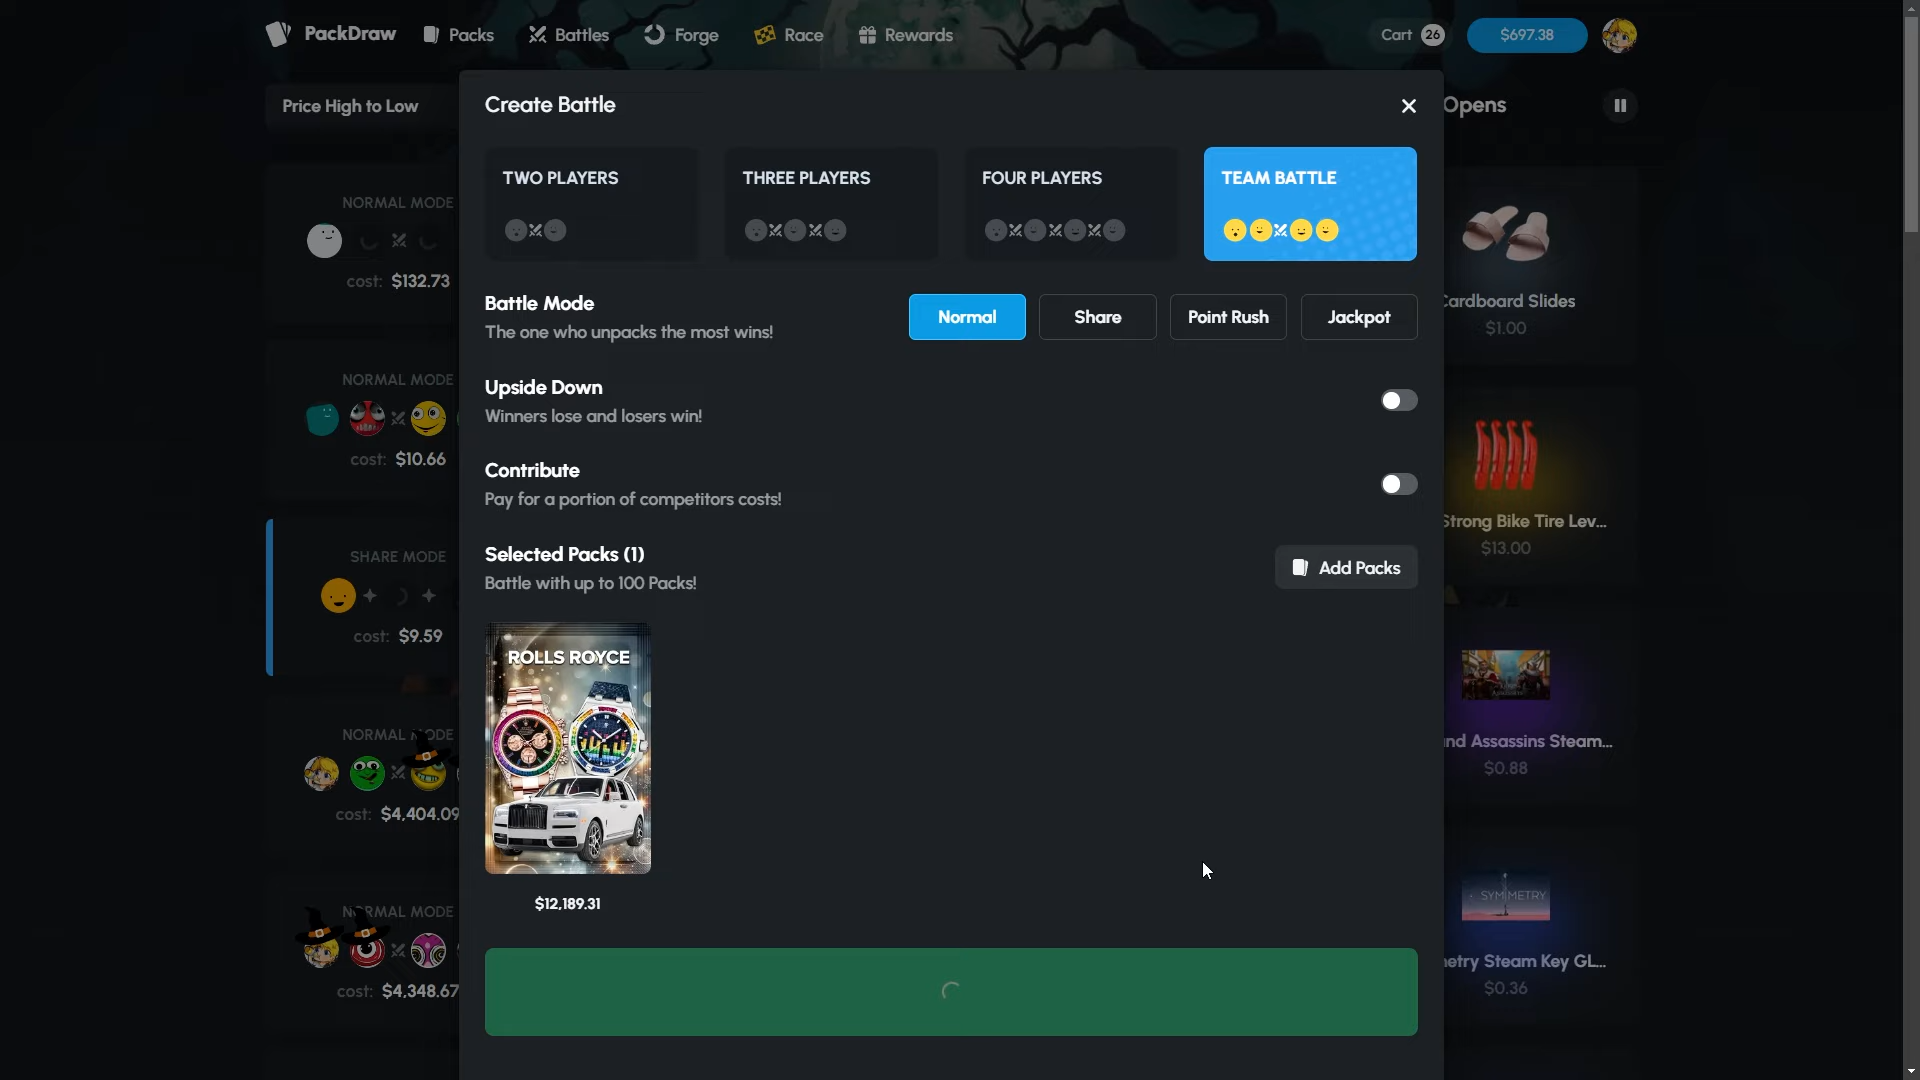 PackDraw
Packs
Battles
Forge
Race
Rewards
Cart 26
$697.38
Price High to Low
Create Battle
Opens
TWO PLAYERS
THREE PLAYERS
FOUR PLAYERS
TEAM BATTLE
Battle Mode
The one who unpacks the most wins!
Normal
Share
Point Rush
Jackpot
Upside Down
Winners lose and losers win!
Contribute
Pay for a portion of competitors costs!
Selected Packs (1)
Battle with up to 100 Packs!
Add Packs
ROLLS ROYCE
$12,189.31
NORMAL MODE
cost: $132.73
NORMAL MODE
cost: $10.66
SHARE MODE
cost: $9.59
NORMAL MODE
cost: $4,404.09
NORMAL MODE
cost: $4,348.67
Cardboard Slides
$1.00
Strong Bike Tire Lev...
$13.00
nd Assassins Steam...
$0.88
SYMMETRY
etry Steam Key GL...
$0.36